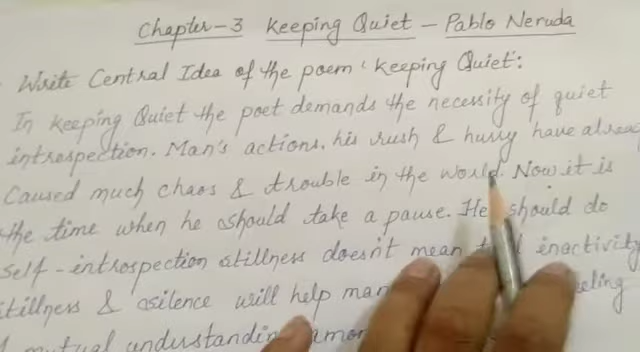 Chapter-3 Keeping Quiet - Pablo Neruda
Write Central Idea of the poem 'Keeping Quiet':
In Keeping Quiet the poet demands the necessity of quiet
introspection. Man's actions, his rush & hurry have alread
Caused much chaos & trouble in the world. Now it is
the time when he should take a pause. He should do
self-introspection stillness doesn't mean inactivity
stillness & silence will help man
mutual understanding